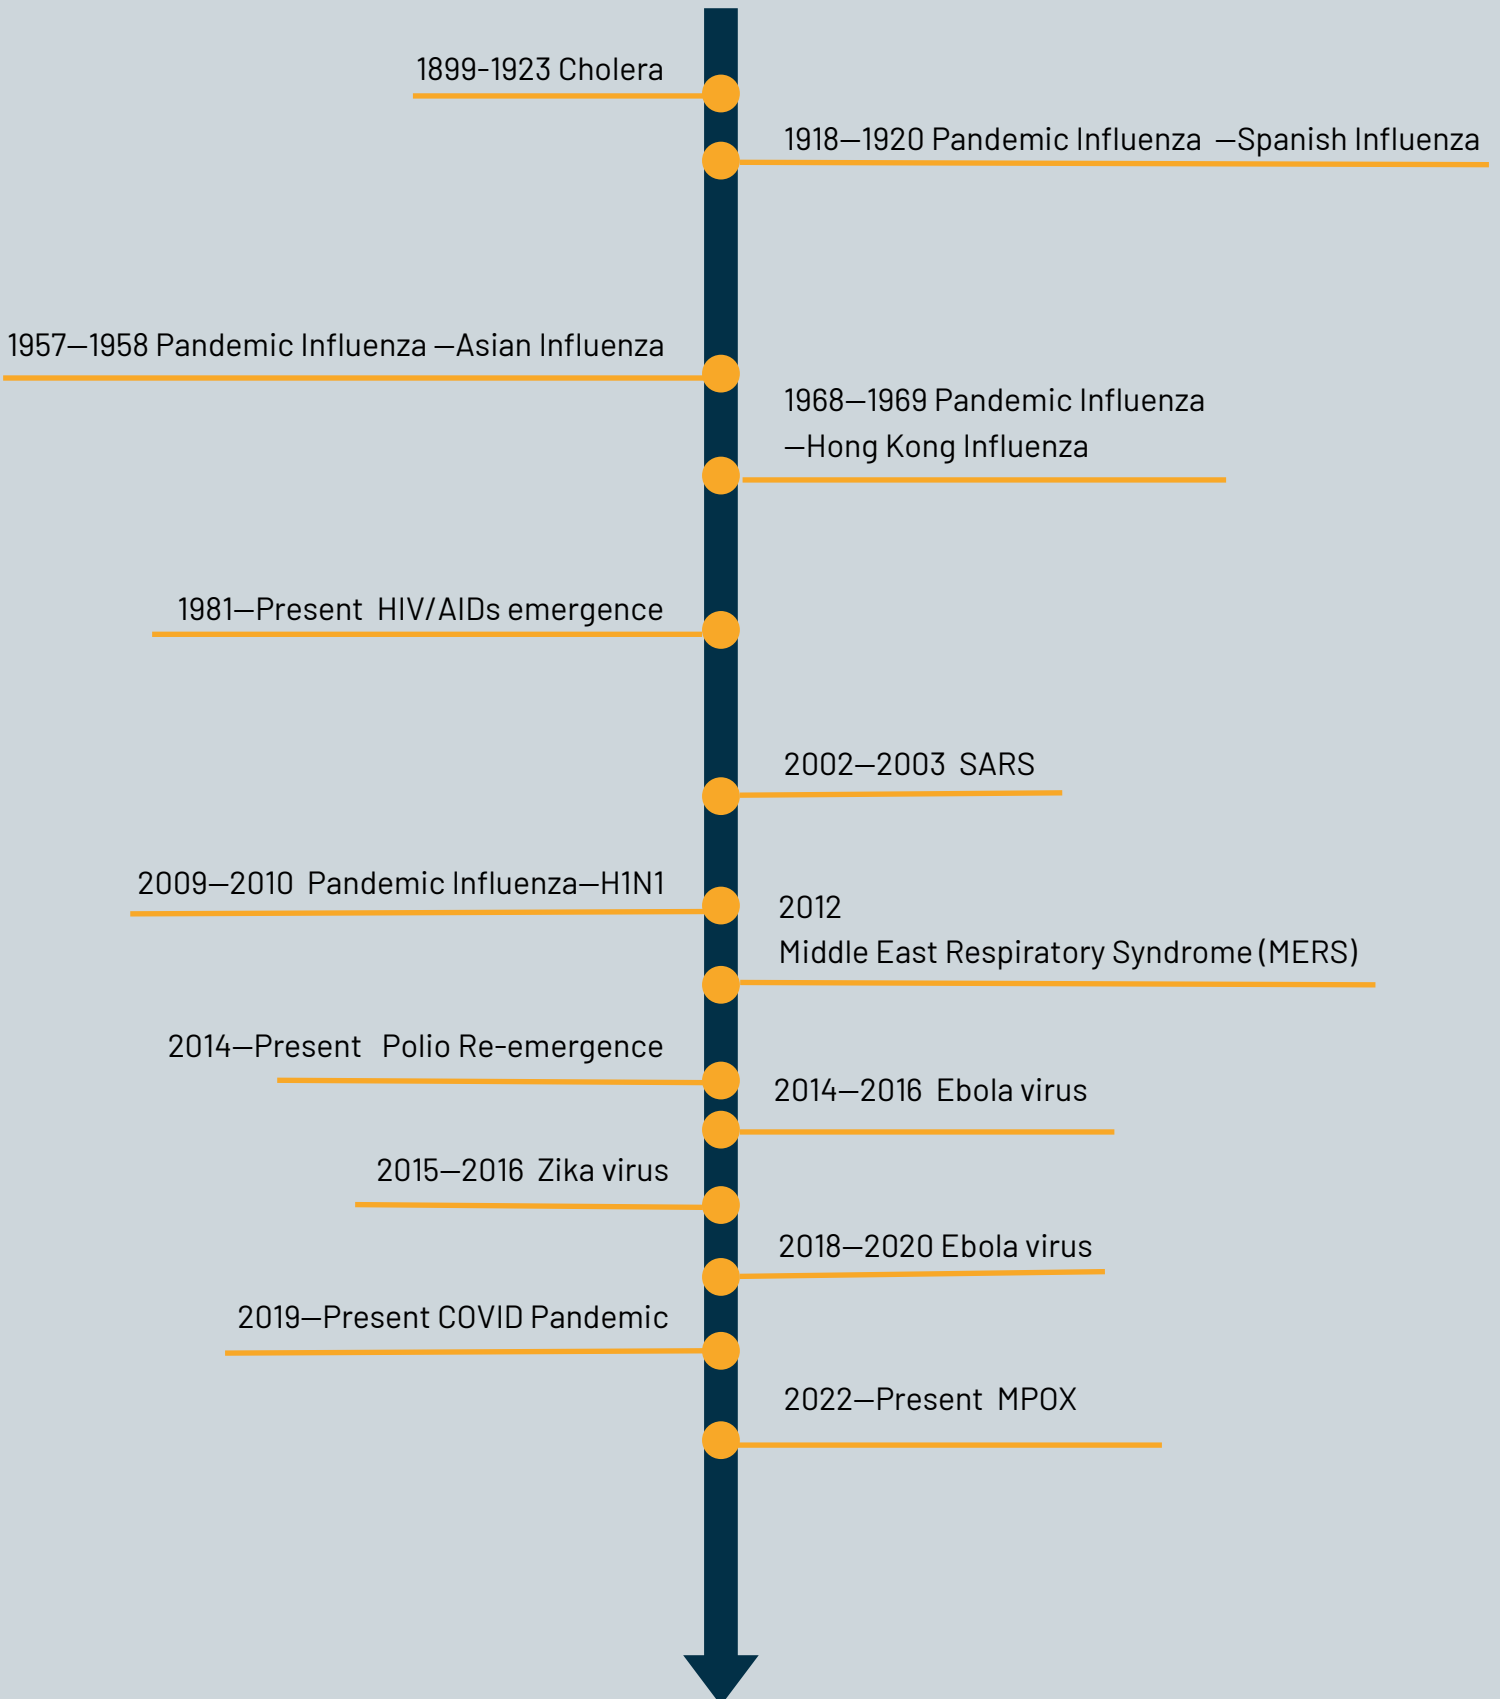 1899-1923 Cholera
1918—1920 Pandemic Influenza —Spanish Influenza
1957—1958 Pandemic Influenza —Asian Influenza
1968—1969 Pandemic Influenza
—Hong Kong Influenza
1981—Present HIV/AIDs emergence
2002—2003 SARS
2009—2010 Pandemic Influenza—H1N1
2012
Middle East Respiratory Syndrome (MERS)
2014—Present Polio Re-emergence
2014—2016 Ebola virus
2015—2016 Zika virus
2018—2020 Ebola virus
2019—Present COVID Pandemic
2022—Present MPOX